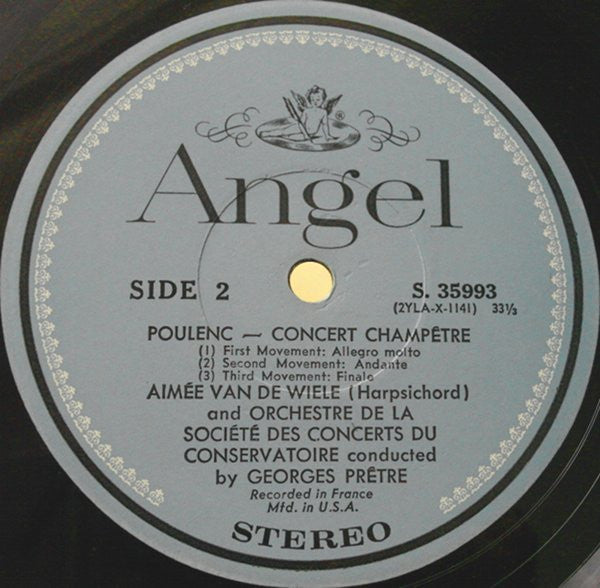 Angel
®
SIDE 2
S. 35993
(2YLA-X-1141) 33⅓
POULENC — CONCERT CHAMPÊTRE
(1) First Movement: Allegro molto
(2) Second Movement: Andante
(3) Third Movement: Finale
AIMÉE VAN DE WIELE (Harpsichord)
and ORCHESTRE DE LA
SOCIÉTÉ DES CONCERTS DU
CONSERVATOIRE conducted
by GEORGES PRÊTRE
Recorded in France
Mfd. in U.S.A.
STEREO